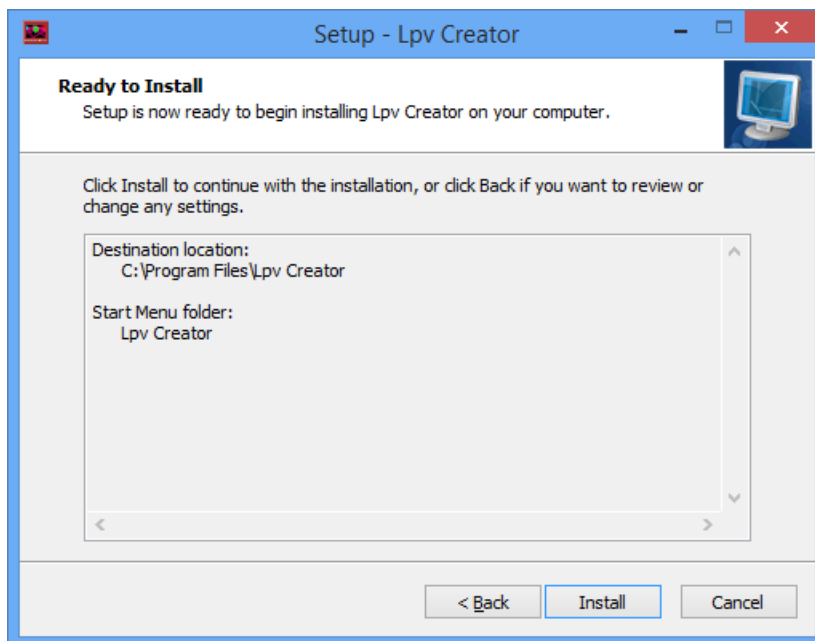 Setup - Lpv Creator
Ready to Install
Setup is now ready to begin installing Lpv Creator on your computer.
Click Install to continue with the installation, or click Back if you want to review or
change any settings.
Destination location:
C:\Program Files\Lpv Creator
Start Menu folder:
Lpv Creator
< Back
Install
Cancel